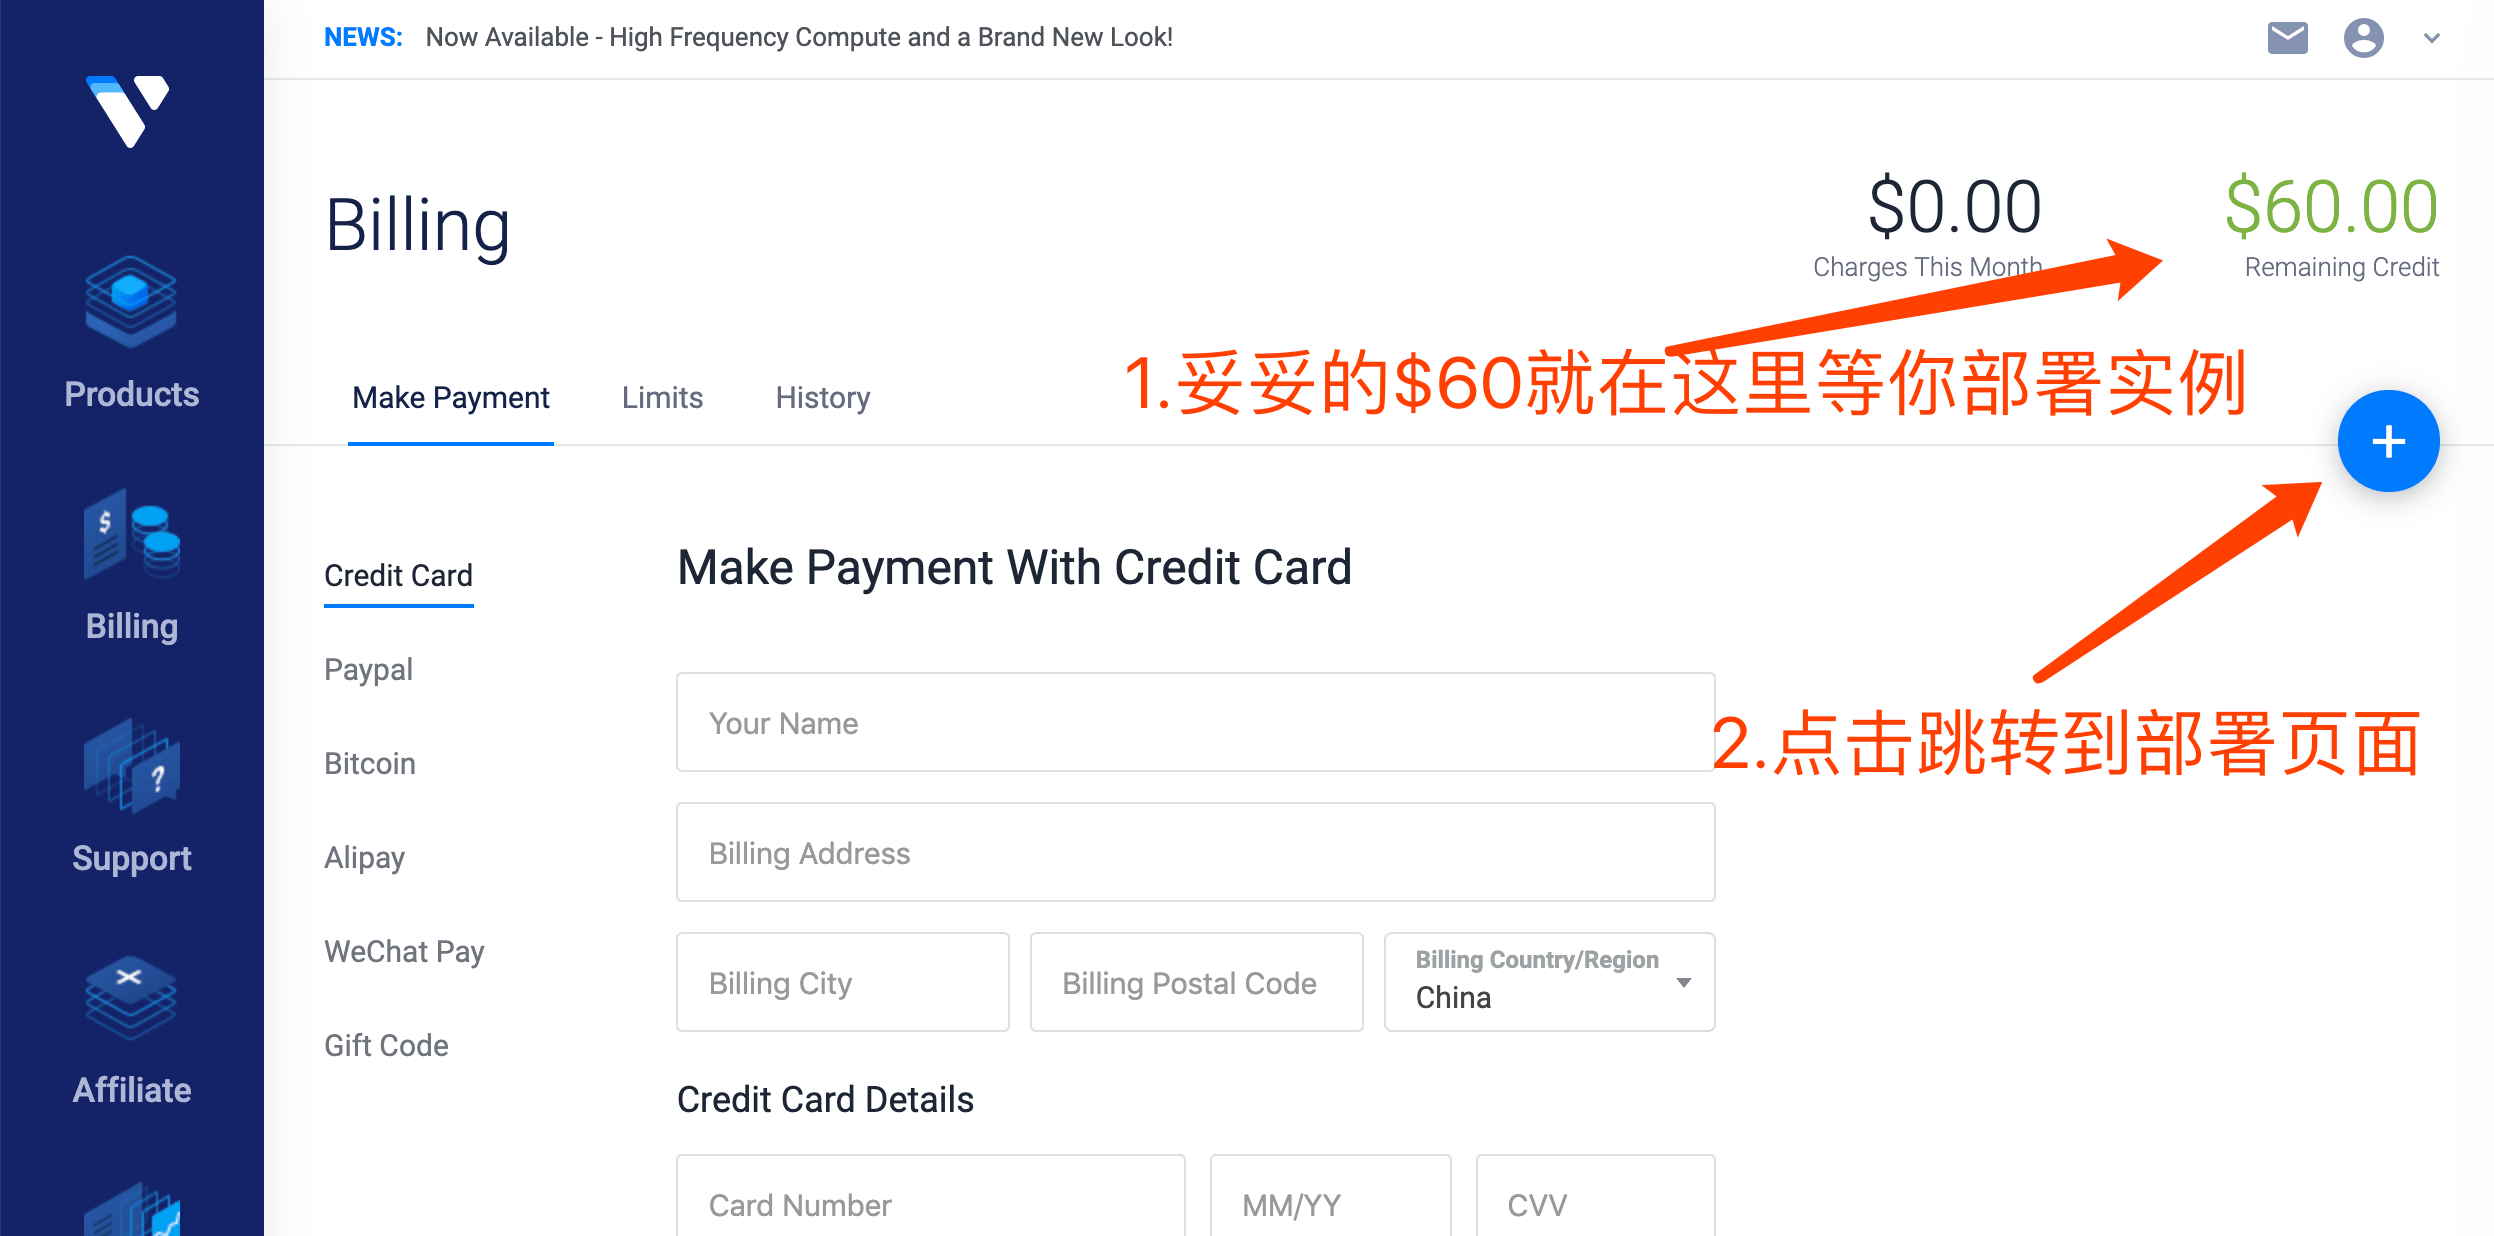 NEWS: Now Available - High Frequency Compute and a Brand New Look!
Products
Billing
Support
Affiliate
Billing
$0.00
Charges This Month
$60.00
Remaining Credit
1.妥妥的$60就在这里等你部署实例
Make Payment
Limits
History
+
2.点击跳转到部署页面
Credit Card
Paypal
Bitcoin
Alipay
WeChat Pay
Gift Code
Make Payment With Credit Card
Your Name
Billing Address
Billing City
Billing Postal Code
Billing Country/Region
China
Credit Card Details
Card Number
MM/YY
CVV